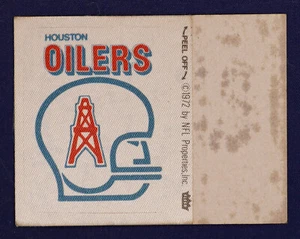 HOUSTON
OILERS
PEEL OFF
©1972 by NFL Properties, Inc.